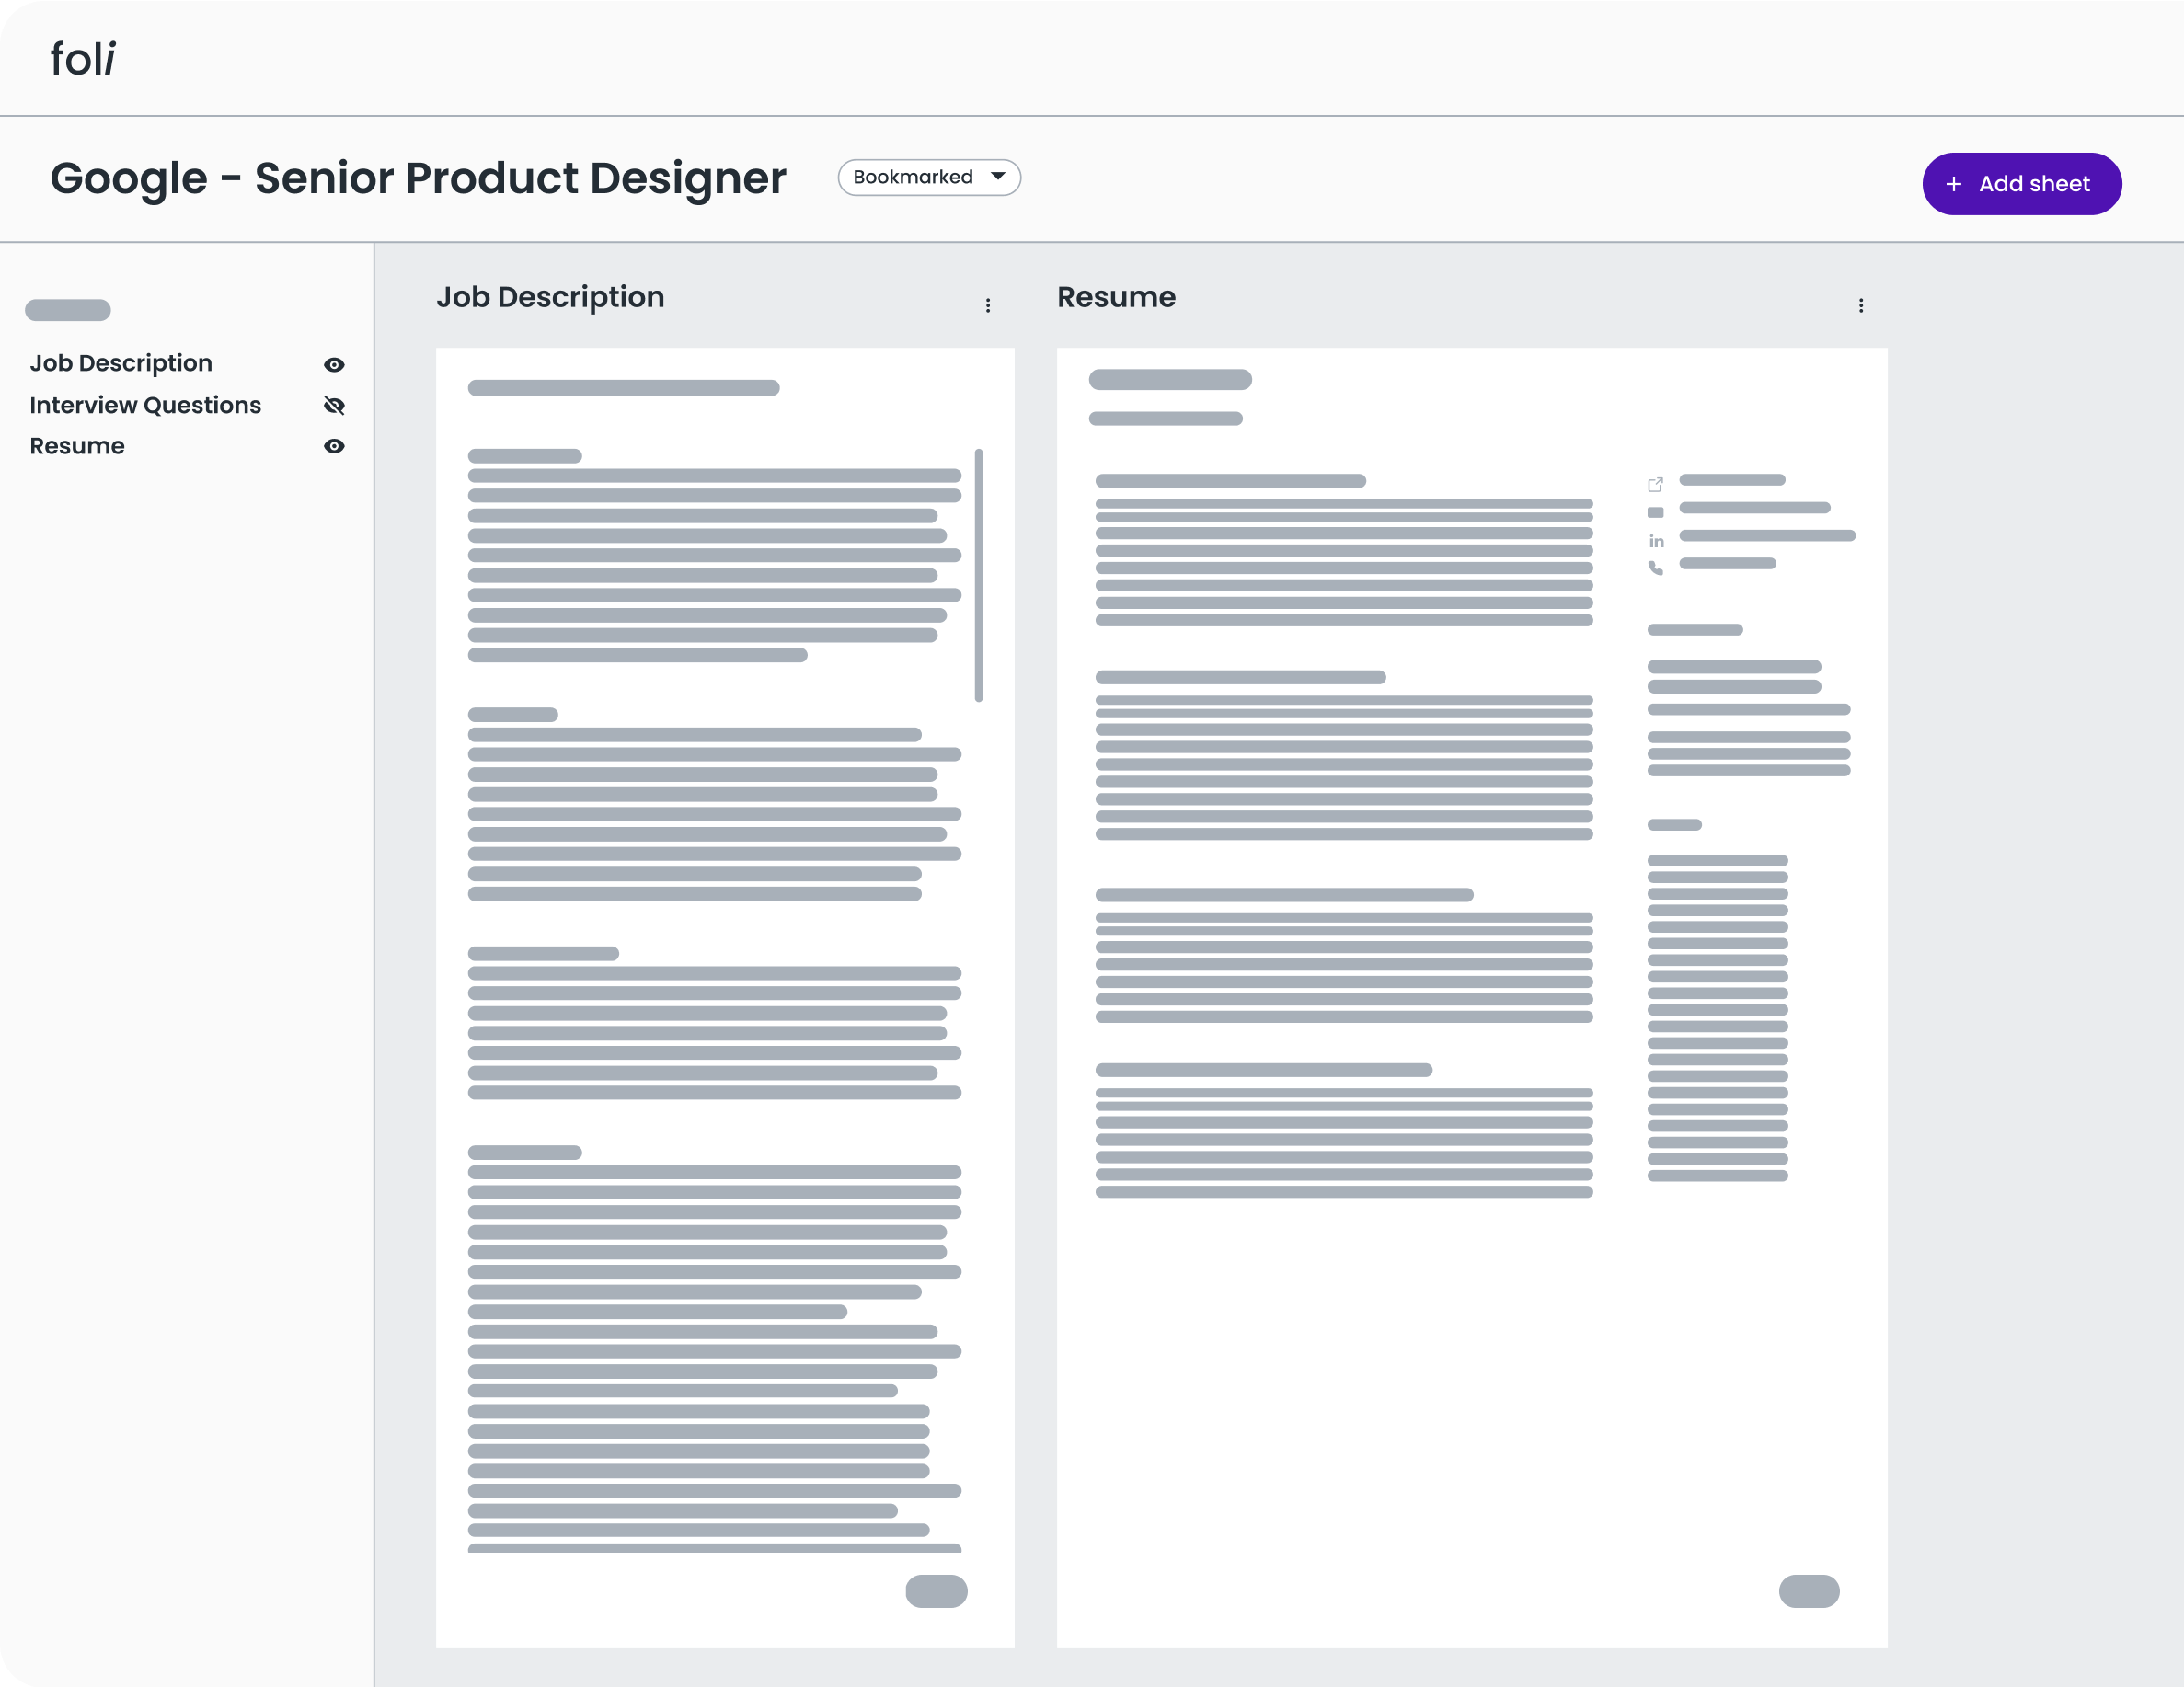 foli
Google - Senior Product Designer
Bookmarked
+ Add sheet
Job Description
Interview Questions
Resume
Job Description
Resume
in